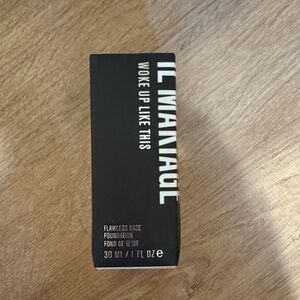 IL MAKIAGE
WOKE UP LIKE THIS
FLAWLESS BASE
FOUNDATION
FOND DE TEINT
30 ML / 1 FL OZ e